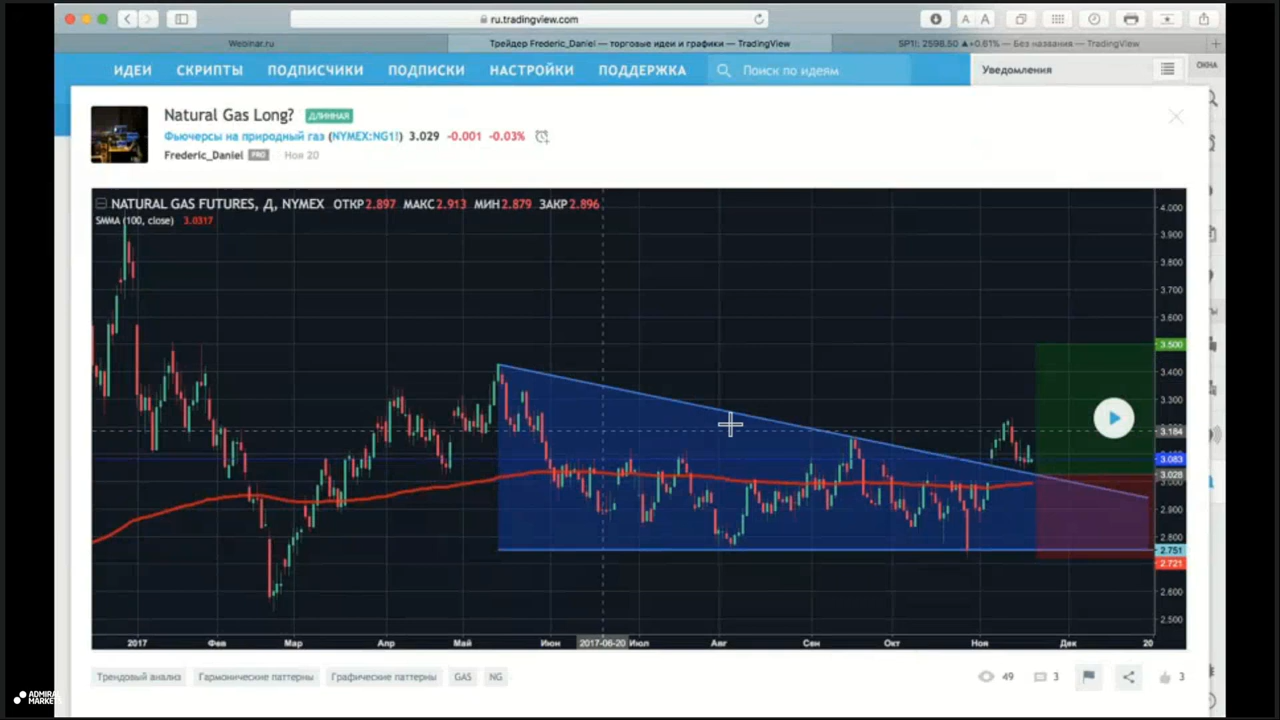 ru.tradingview.com
A A
Webinar.ru
Трейдер Frederic_Daniel — торговые идеи и графики — TradingView
SP1!: 2598.50 ▲+0.61% — Без названия — TradingView
ИДЕИ СКРИПТЫ ПОДПИСЧИКИ ПОДПИСКИ НАСТРОЙКИ ПОДДЕРЖКА
Поиск по идеям
Уведомления
ОКНА
Natural Gas Long? ДЛИННАЯ
Фьючерсы на природный газ (NYMEX:NG1!) 3.029 -0.001 -0.03%
Frederic_Daniel PRO Ноя 20
NATURAL GAS FUTURES, Д, NYMEX ОТКР 2.897 МАКС 2.913 МИН 2.879 ЗАКР 2.896
SMMA (100, close) 3.0317
4.000
3.900
3.800
3.700
3.600
3.500
3.400
3.300
3.184
3.083
3.028
3.000
2.900
2.800
2.751
2.721
2.600
2.500
2017 Фев Мар Апр Май Июн 2017-06-20 Июл Авг Сен Окт Ноя Дек 20
Трендовый анализ Гармонические паттерны Графические паттерны GAS NG
49 3 3
ADMIRAL
MARKETS